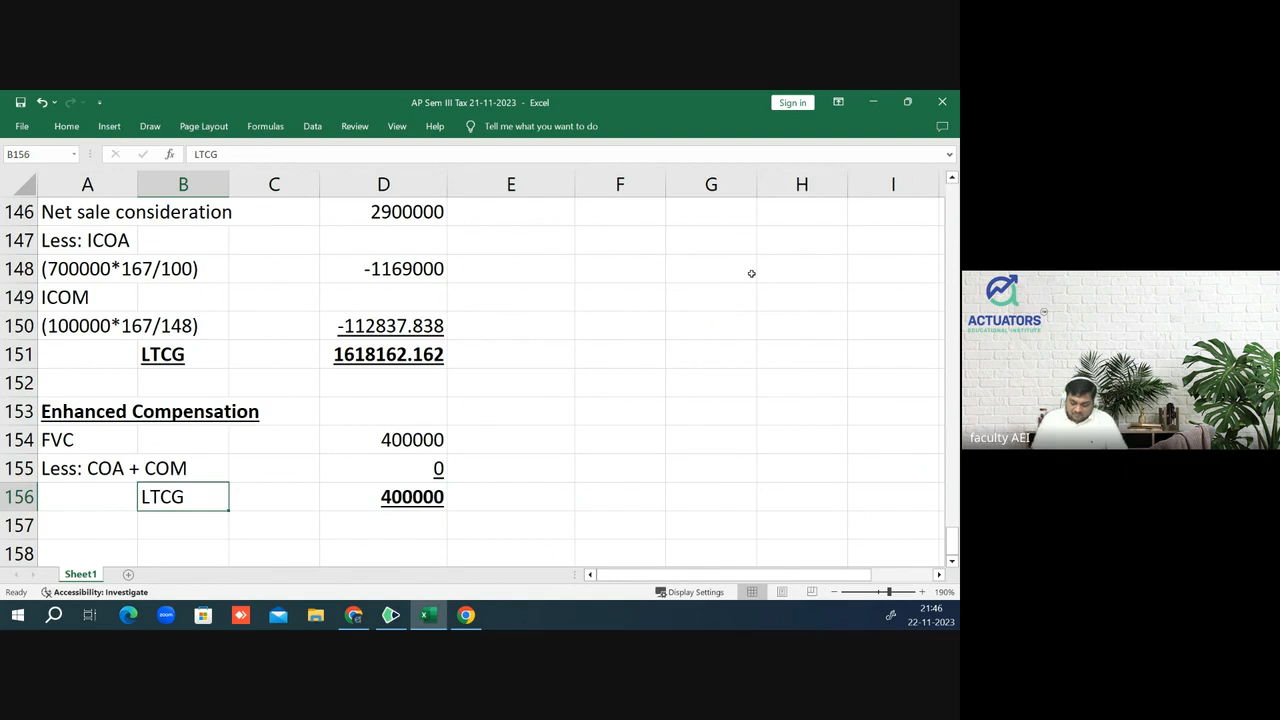 AP Sem III Tax 21-11-2023 - Excel
Sign in
File Home Insert Draw Page Layout Formulas Data Review View Help Tell me what you want to do
B156 fx LTCG
A B C D E F G H I
146 Net sale consideration 2900000
147 Less: ICOA
148 (700000*167/100) -1169000
149 ICOM
150 (100000*167/148) -112837.838
151 LTCG 1618162.162
152
153 Enhanced Compensation
154 FVC 400000
155 Less: COA + COM 0
156 LTCG 400000
157
158
Sheet1
Ready Accessibility: Investigate Display Settings 190%
zoom
21:46
22-11-2023
ACTUATORS
EDUCATIONAL INSTITUTE
faculty AEI